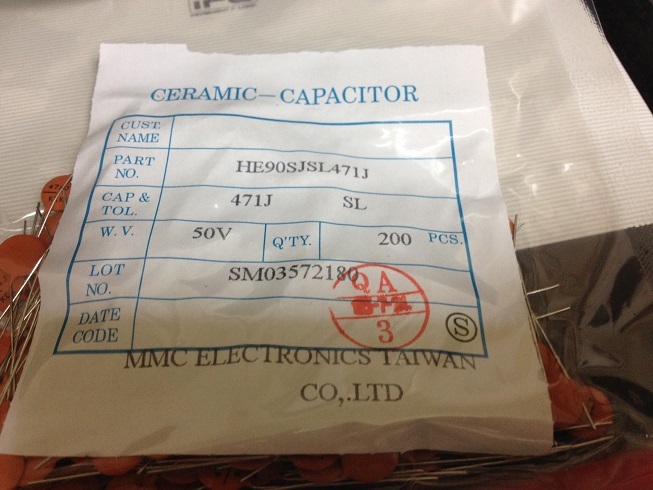 CERAMIC-CAPACITOR
CUST. NAME
PART NO. HE90SJSL471J
CAP & TOL. 471J SL
W. V. 50V Q'TY. 200 PCS.
LOT NO. SM03572180
DATE CODE
QA
3
S
MMC ELECTRONICS TAIWAN
CO,.LTD